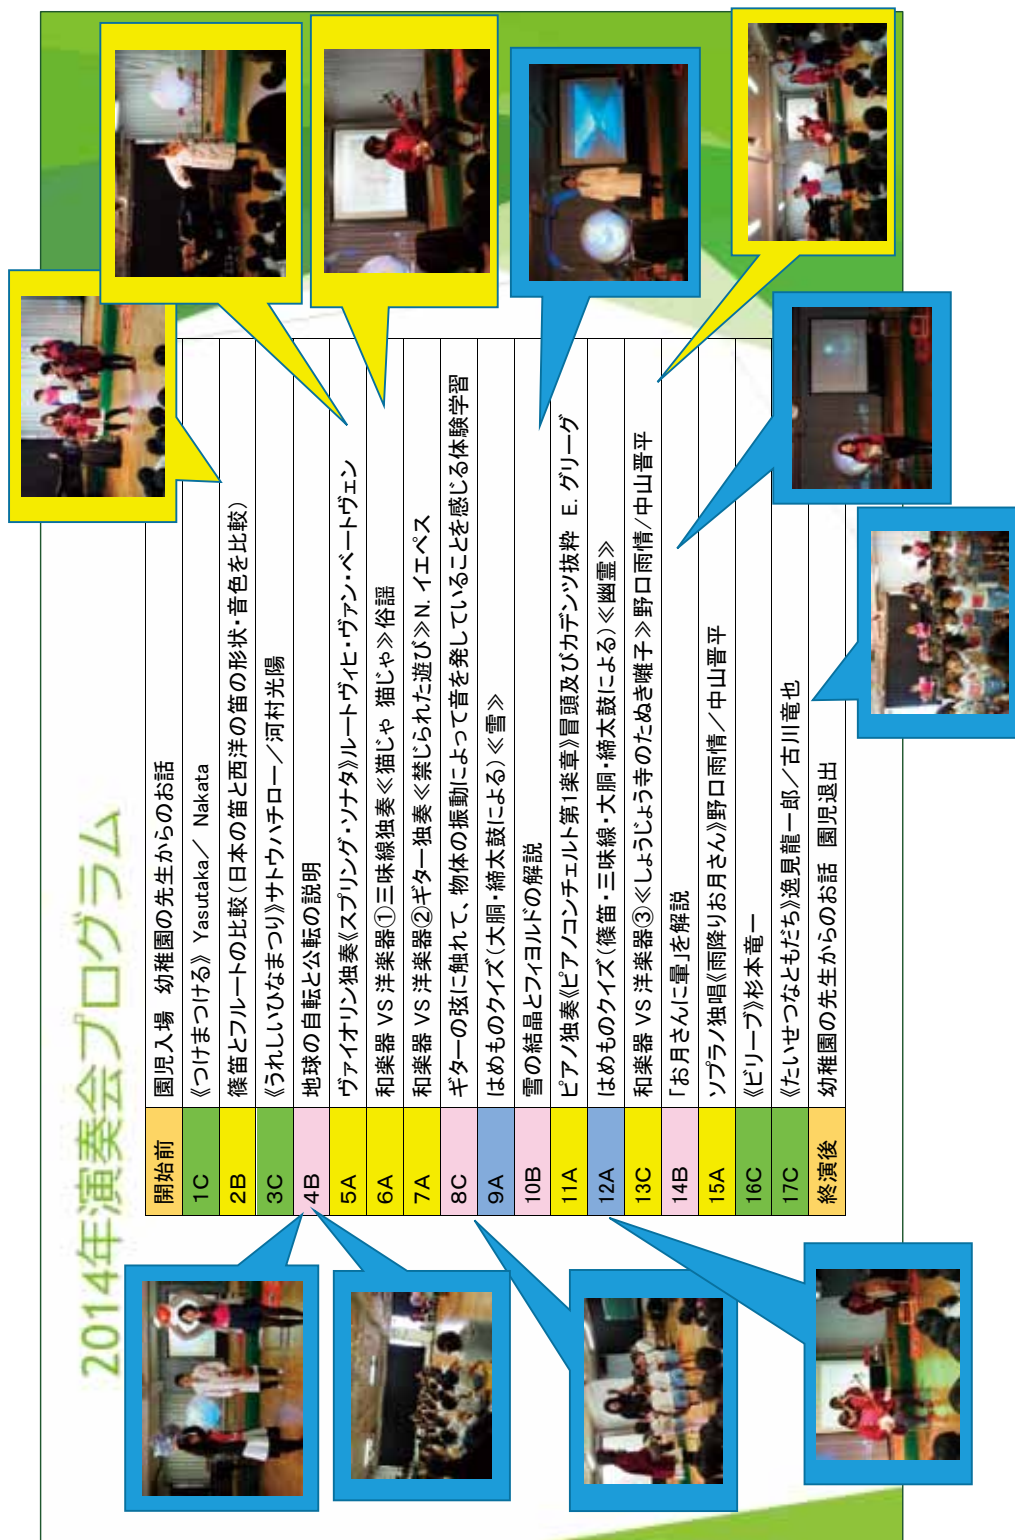 2014年演奏会プログラム
開始前 園児入場 幼稚園の先生からのお話
1C 《つけまつける》 Yasutaka／ Nakata
2B 篠笛とフルートの比較（日本の笛と西洋の笛の形状・音色を比較）
3C 《うれしいひなまつり》サトウハチロー／河村光陽
4B 地球の自転と公転の説明
5A ヴァイオリン独奏《スプリング・ソナタ》ルートヴィヒ・ヴァン・ベートヴェン
6A 和楽器 VS 洋楽器①三味線独奏≪猫じゃ 猫じゃ≫俗謡
7A 和楽器 VS 洋楽器②ギター独奏≪禁じられた遊び≫N. イエペス
8C ギターの弦に触れて、物体の振動によって音を発していることを感じる体験学習
9A はめものクイズ（大胴・締太鼓による）≪雪≫
10B 雪の結晶とフィヨルドの解説
11A ピアノ独奏《ピアノコンチェルト第1楽章》冒頭及びカデンツ抜粋 E. グリーグ
12A はめものクイズ（篠笛・三味線・大胴・締太鼓による）≪幽霊≫
13C 和楽器 VS 洋楽器③≪しょうじょう寺のたぬき囃子≫野口雨情/中山晋平
14B 「お月さんに暈」を解説
15A ソプラノ独唱《雨降りお月さん》野口雨情／中山晋平
16C 《ビリーブ》杉本竜一
17C 《たいせつなともだち》逸見龍一郎／古川竜也
終演後 幼稚園の先生からのお話 園児退出